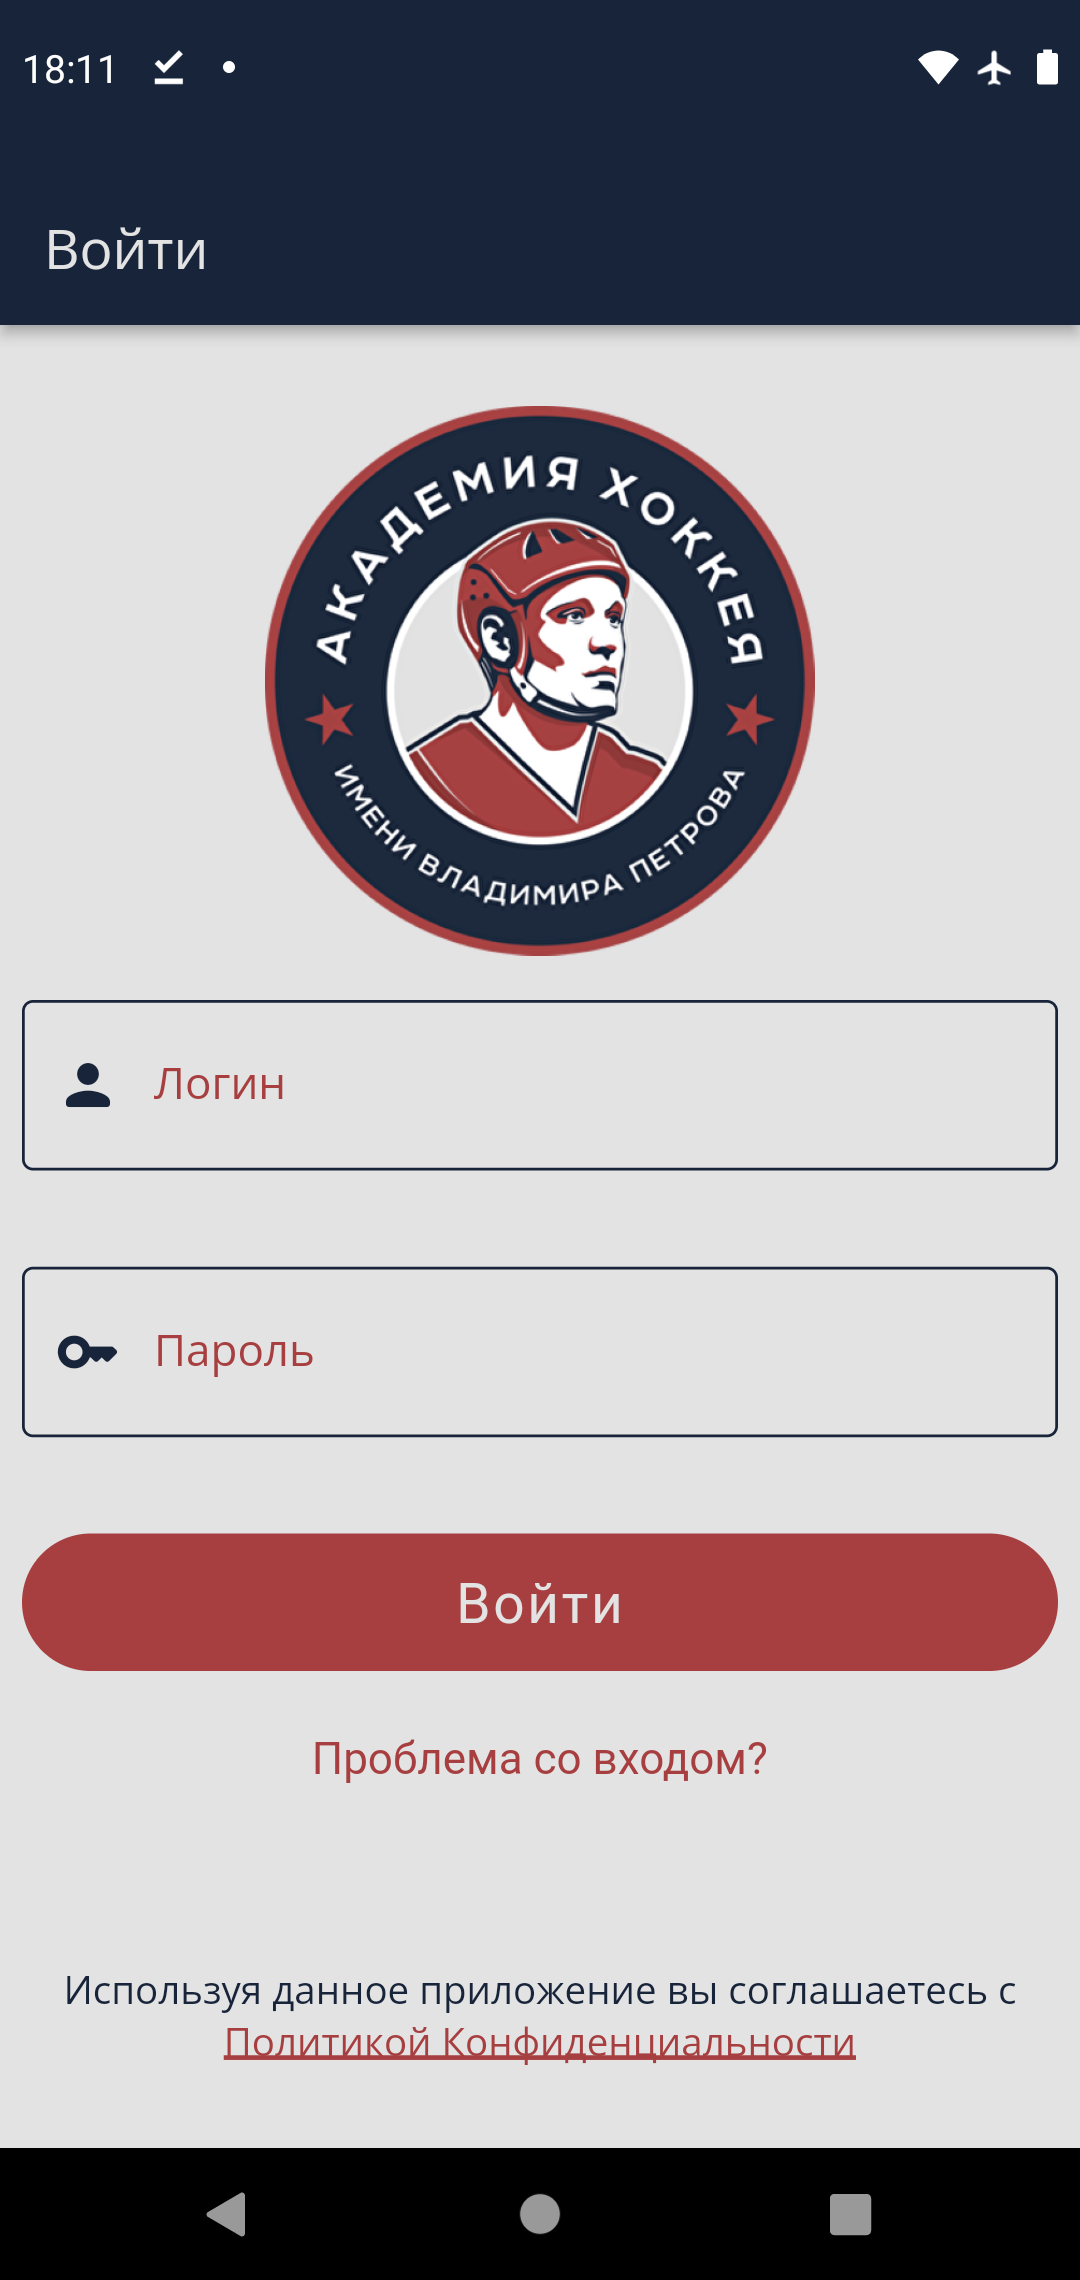 18:11
Войти
АКАДЕМИЯ ХОККЕЯ
ИМЕНИ ВЛАДИМИРА ПЕТРОВА
Логин
Пароль
Войти
Проблема со входом?
Используя данное приложение вы соглашаетесь с
Политикой Конфиденциальности